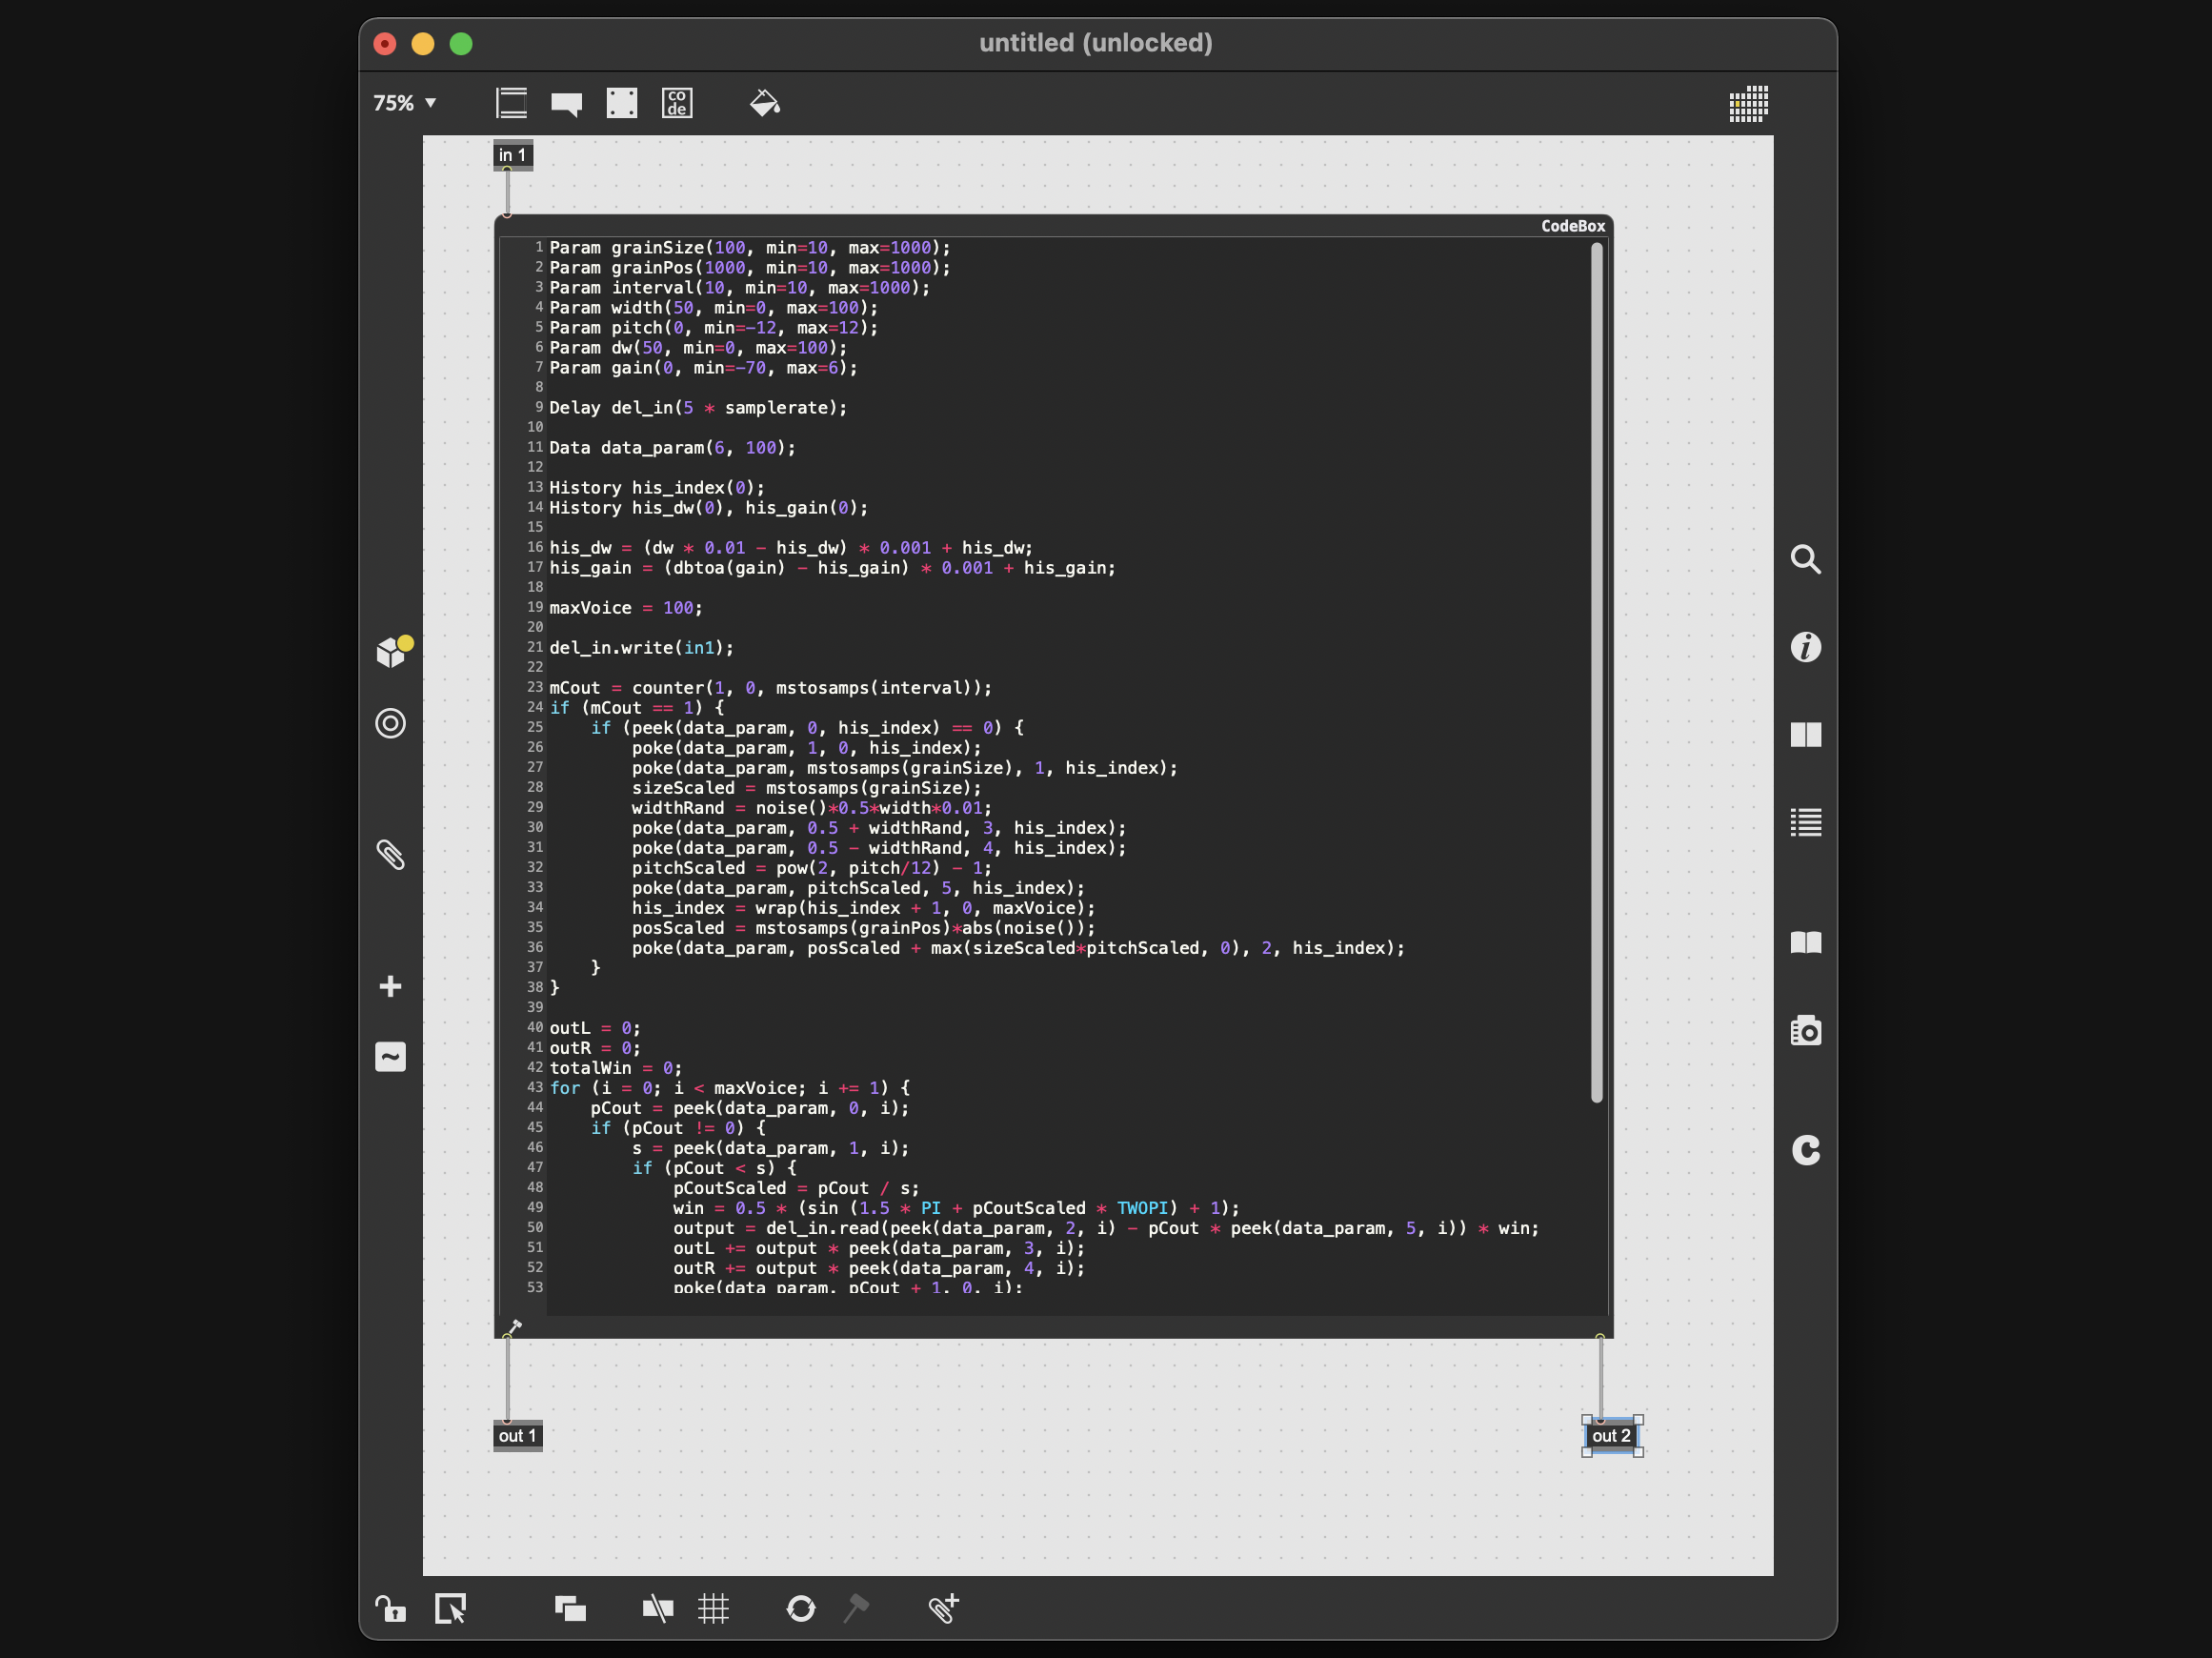 untitled (unlocked)
75% ▼
co
de
in 1
CodeBox
1 Param grainSize(100, min=10, max=1000);
2 Param grainPos(1000, min=10, max=1000);
3 Param interval(10, min=10, max=1000);
4 Param width(50, min=0, max=100);
5 Param pitch(0, min=-12, max=12);
6 Param dw(50, min=0, max=100);
7 Param gain(0, min=-70, max=6);
8
9 Delay del_in(5 * samplerate);
10
11 Data data_param(6, 100);
12
13 History his_index(0);
14 History his_dw(0), his_gain(0);
15
16 his_dw = (dw * 0.01 - his_dw) * 0.001 + his_dw;
17 his_gain = (dbtoa(gain) - his_gain) * 0.001 + his_gain;
18
19 maxVoice = 100;
20
21 del_in.write(in1);
22
23 mCout = counter(1, 0, mstosamps(interval));
24 if (mCout == 1) {
25     if (peek(data_param, 0, his_index) == 0) {
26         poke(data_param, 1, 0, his_index);
27         poke(data_param, mstosamps(grainSize), 1, his_index);
28         sizeScaled = mstosamps(grainSize);
29         widthRand = noise()*0.5*width*0.01;
30         poke(data_param, 0.5 + widthRand, 3, his_index);
31         poke(data_param, 0.5 - widthRand, 4, his_index);
32         pitchScaled = pow(2, pitch/12) - 1;
33         poke(data_param, pitchScaled, 5, his_index);
34         his_index = wrap(his_index + 1, 0, maxVoice);
35         posScaled = mstosamps(grainPos)*abs(noise());
36         poke(data_param, posScaled + max(sizeScaled*pitchScaled, 0), 2, his_index);
37     }
38 }
39
40 outL = 0;
41 outR = 0;
42 totalWin = 0;
43 for (i = 0; i < maxVoice; i += 1) {
44     pCout = peek(data_param, 0, i);
45     if (pCout != 0) {
46         s = peek(data_param, 1, i);
47         if (pCout < s) {
48             pCoutScaled = pCout / s;
49             win = 0.5 * (sin (1.5 * PI + pCoutScaled * TWOPI) + 1);
50             output = del_in.read(peek(data_param, 2, i) - pCout * peek(data_param, 5, i)) * win;
51             outL += output * peek(data_param, 3, i);
52             outR += output * peek(data_param, 4, i);
53             poke(data_param, pCout + 1, 0, i);
out 1
out 2